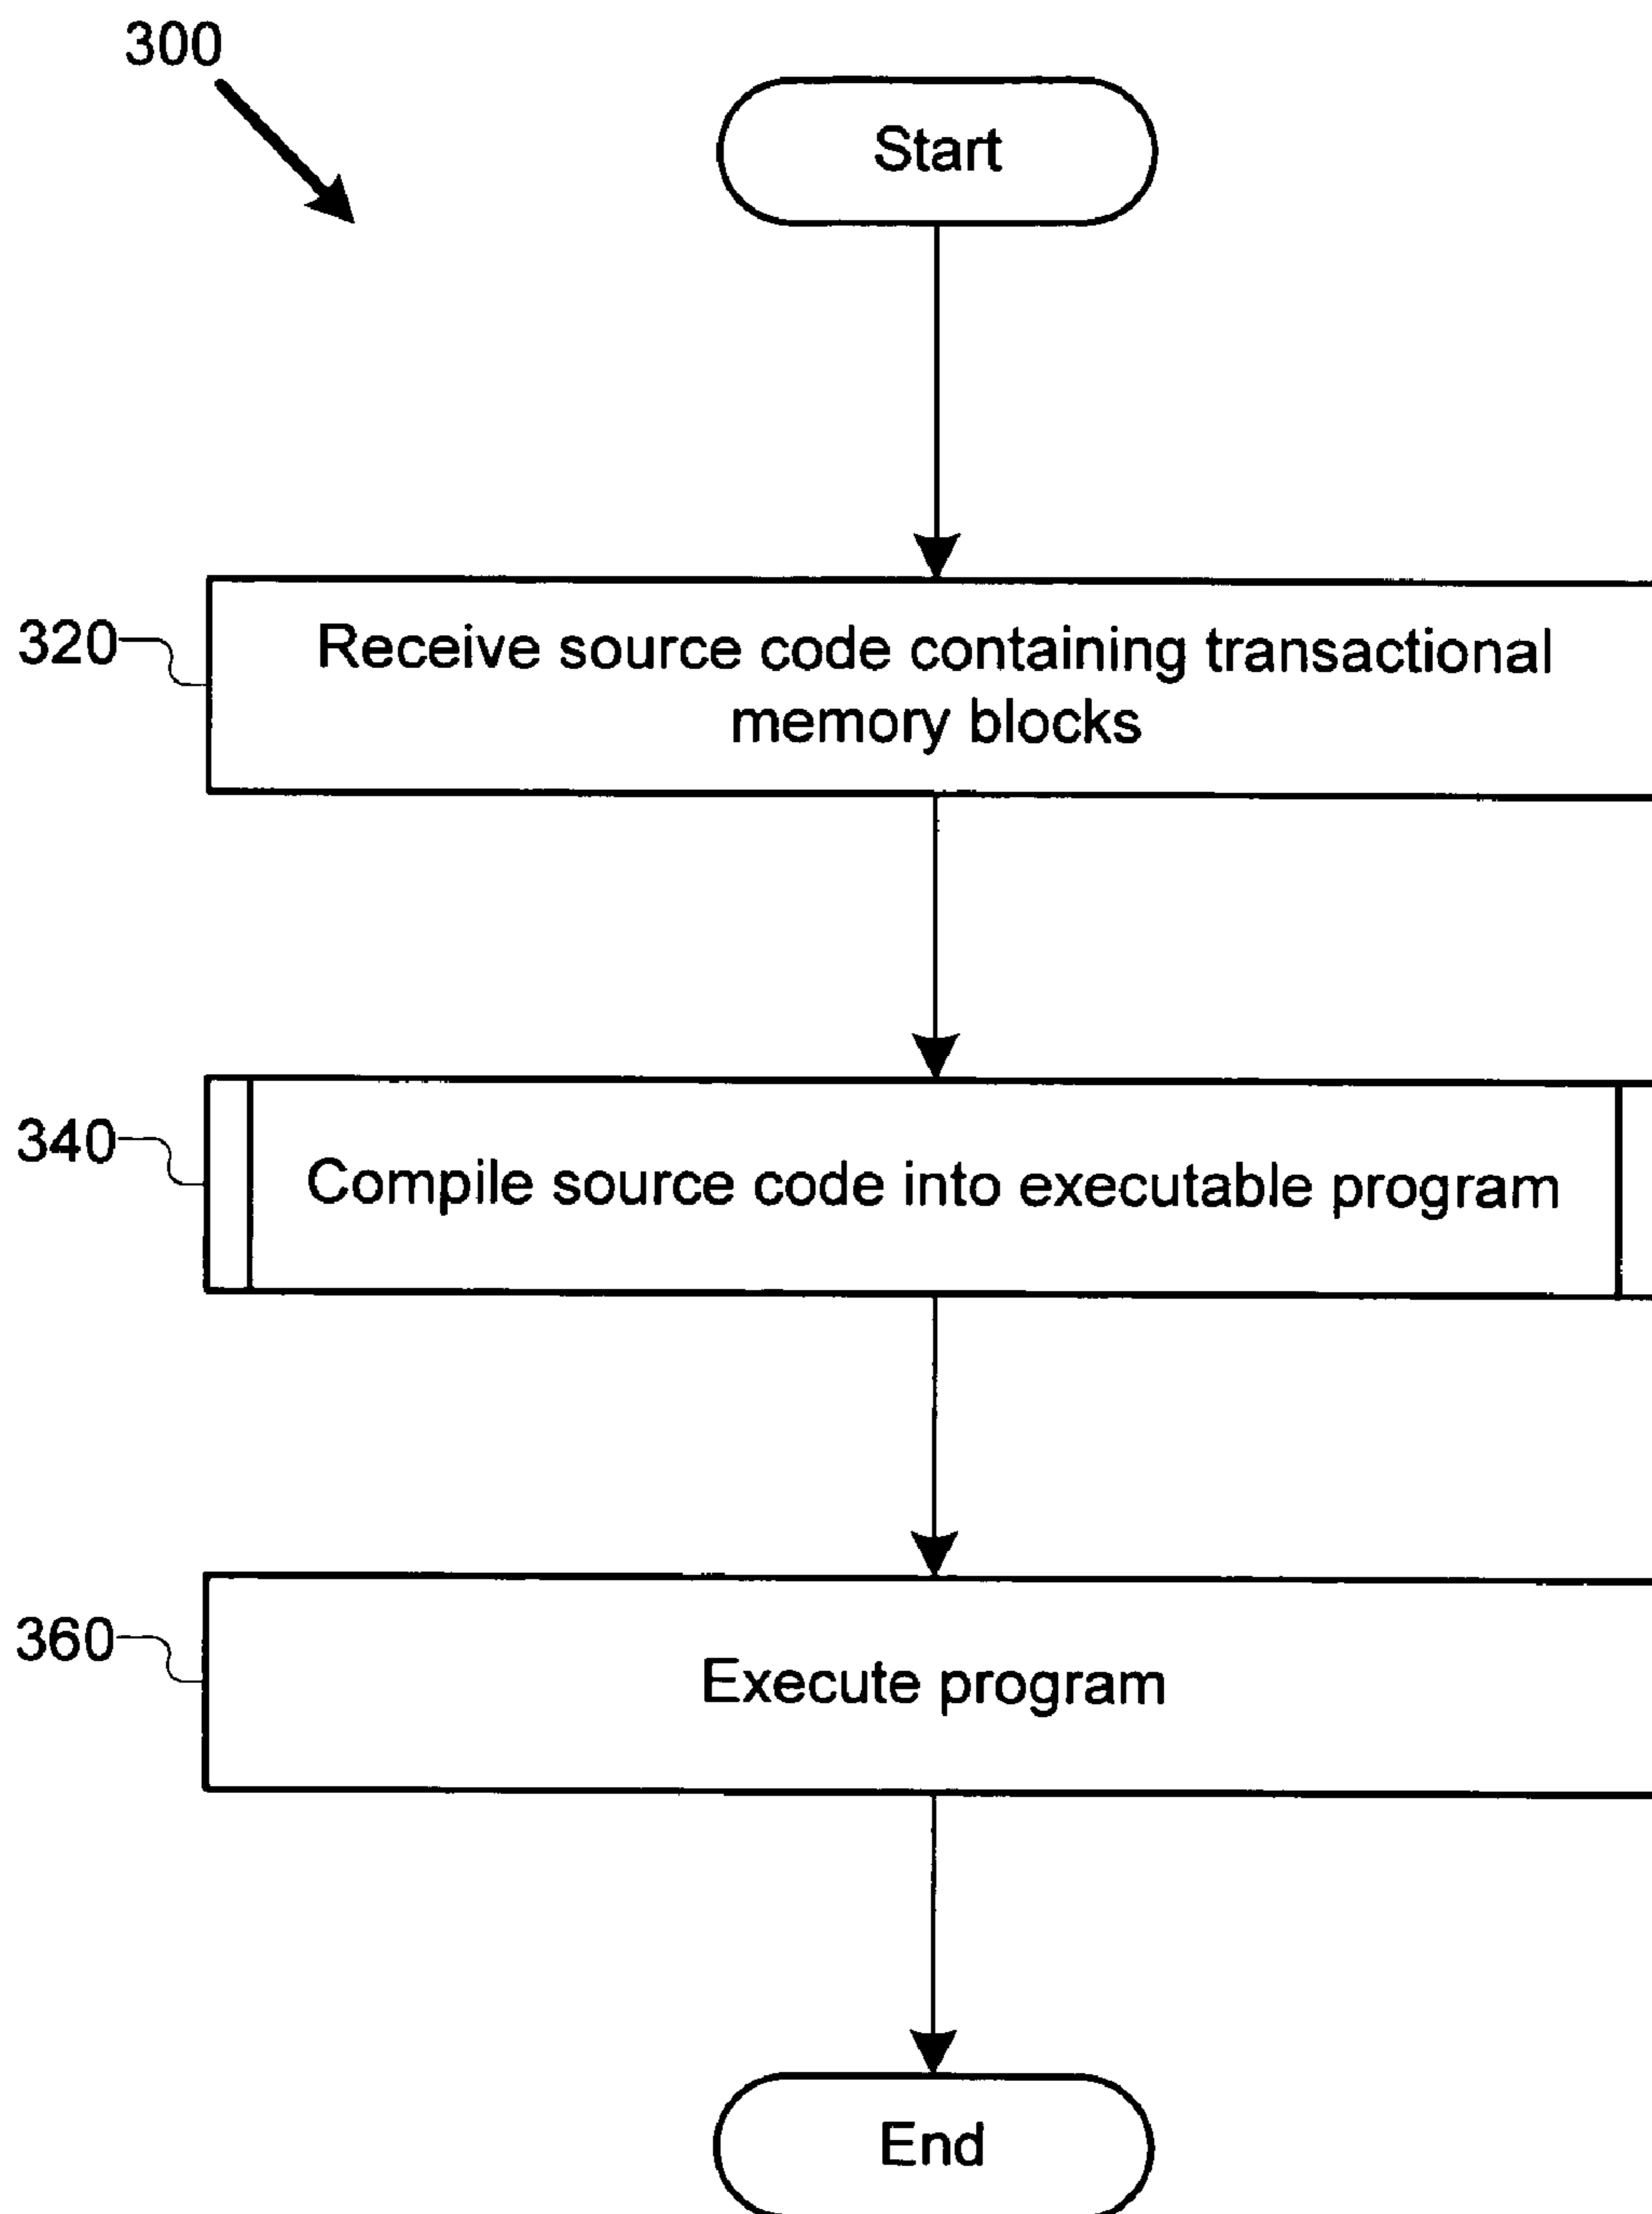 300
Start
320
Receive source code containing transactional
memory blocks
340
Compile source code into executable program
360
Execute program
End